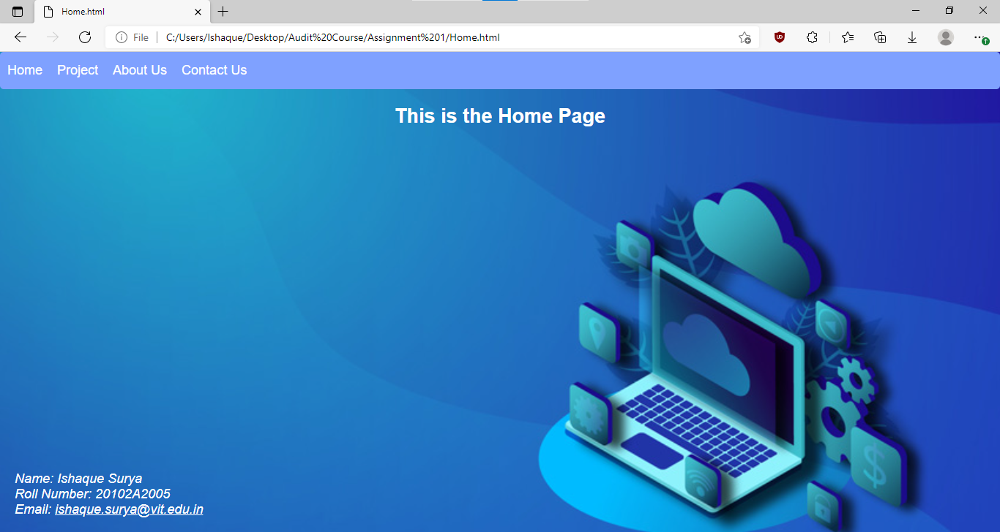 Home.html
File
C:/Users/Ishaque/Desktop/Audit%20Course/Assignment%201/Home.html
Home Project About Us Contact Us
This is the Home Page
$
Name: Ishaque Surya
Roll Number: 20102A2005
Email: ishaque.surya@vit.edu.in